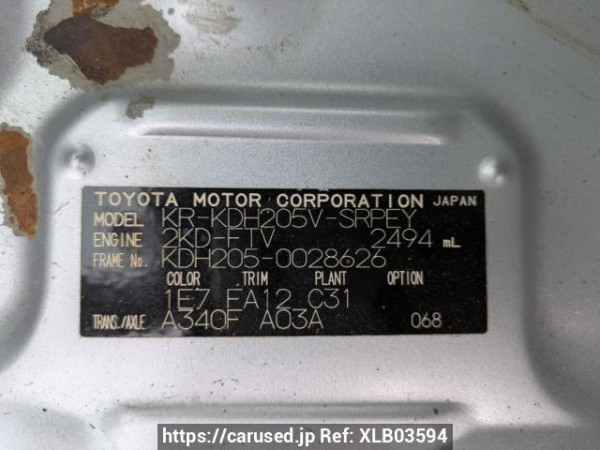 TOYOTA MOTOR CORPORATION JAPAN
MODEL KR-KDH205V-SRPEY
ENGINE 2KD-FTV 2494 mL
FRAME No. KDH205-0028626
COLOR TRIM PLANT OPTION
1E7 FA12 C31
TRANS./AXLE A340F A03A 068
https://carused.jp Ref: XLB03594